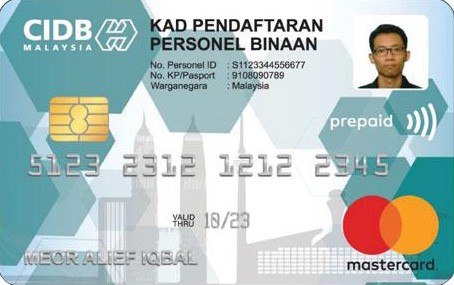 CIDB
MALAYSIA
KAD PENDAFTARAN
PERSONEL BINAAN
No. Personel ID : S1123344556677
No. KP/Pasport : 9108090789
Warganegara : Malaysia
prepaid
5123 2312 1212 2345
VALID THRU 10/23
MEOR ALIEF IQBAL
mastercard.